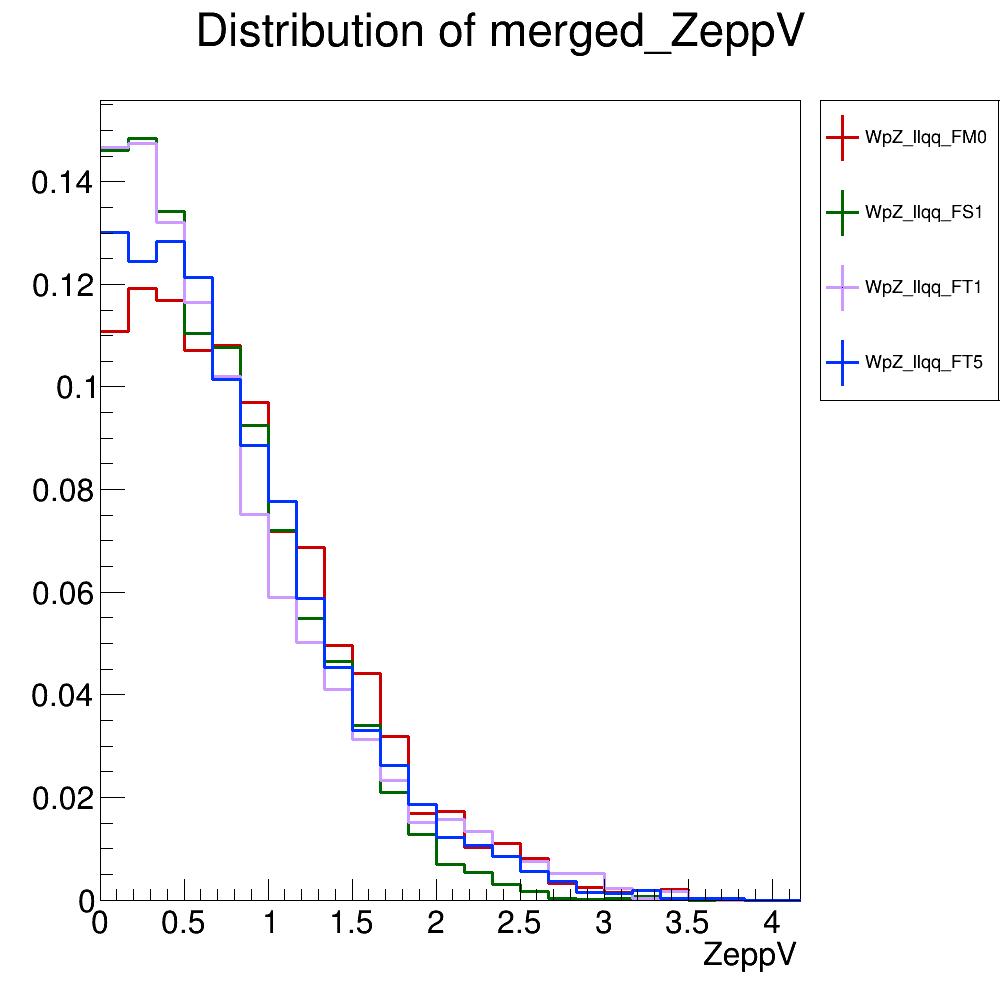 Distribution of merged_ZeppV
WpZ_llqq_FM0
WpZ_llqq_FS1
WpZ_llqq_FT1
WpZ_llqq_FT5
0.14
0.12
0.1
0.08
0.06
0.04
0.02
0
0 0.5 1 1.5 2 2.5 3 3.5 4
ZeppV